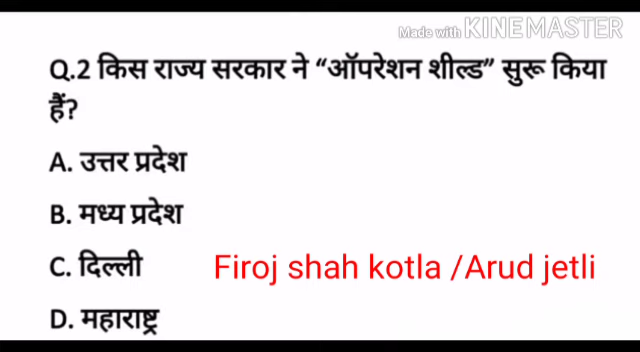 Made with KINEMASTER
Q.2 किस राज्य सरकार ने “ऑपरेशन शील्ड” सुरू किया
हैं?
A. उत्तर प्रदेश
B. मध्य प्रदेश
C. दिल्ली Firoj shah kotla /Arud jetli
D. महाराष्ट्र